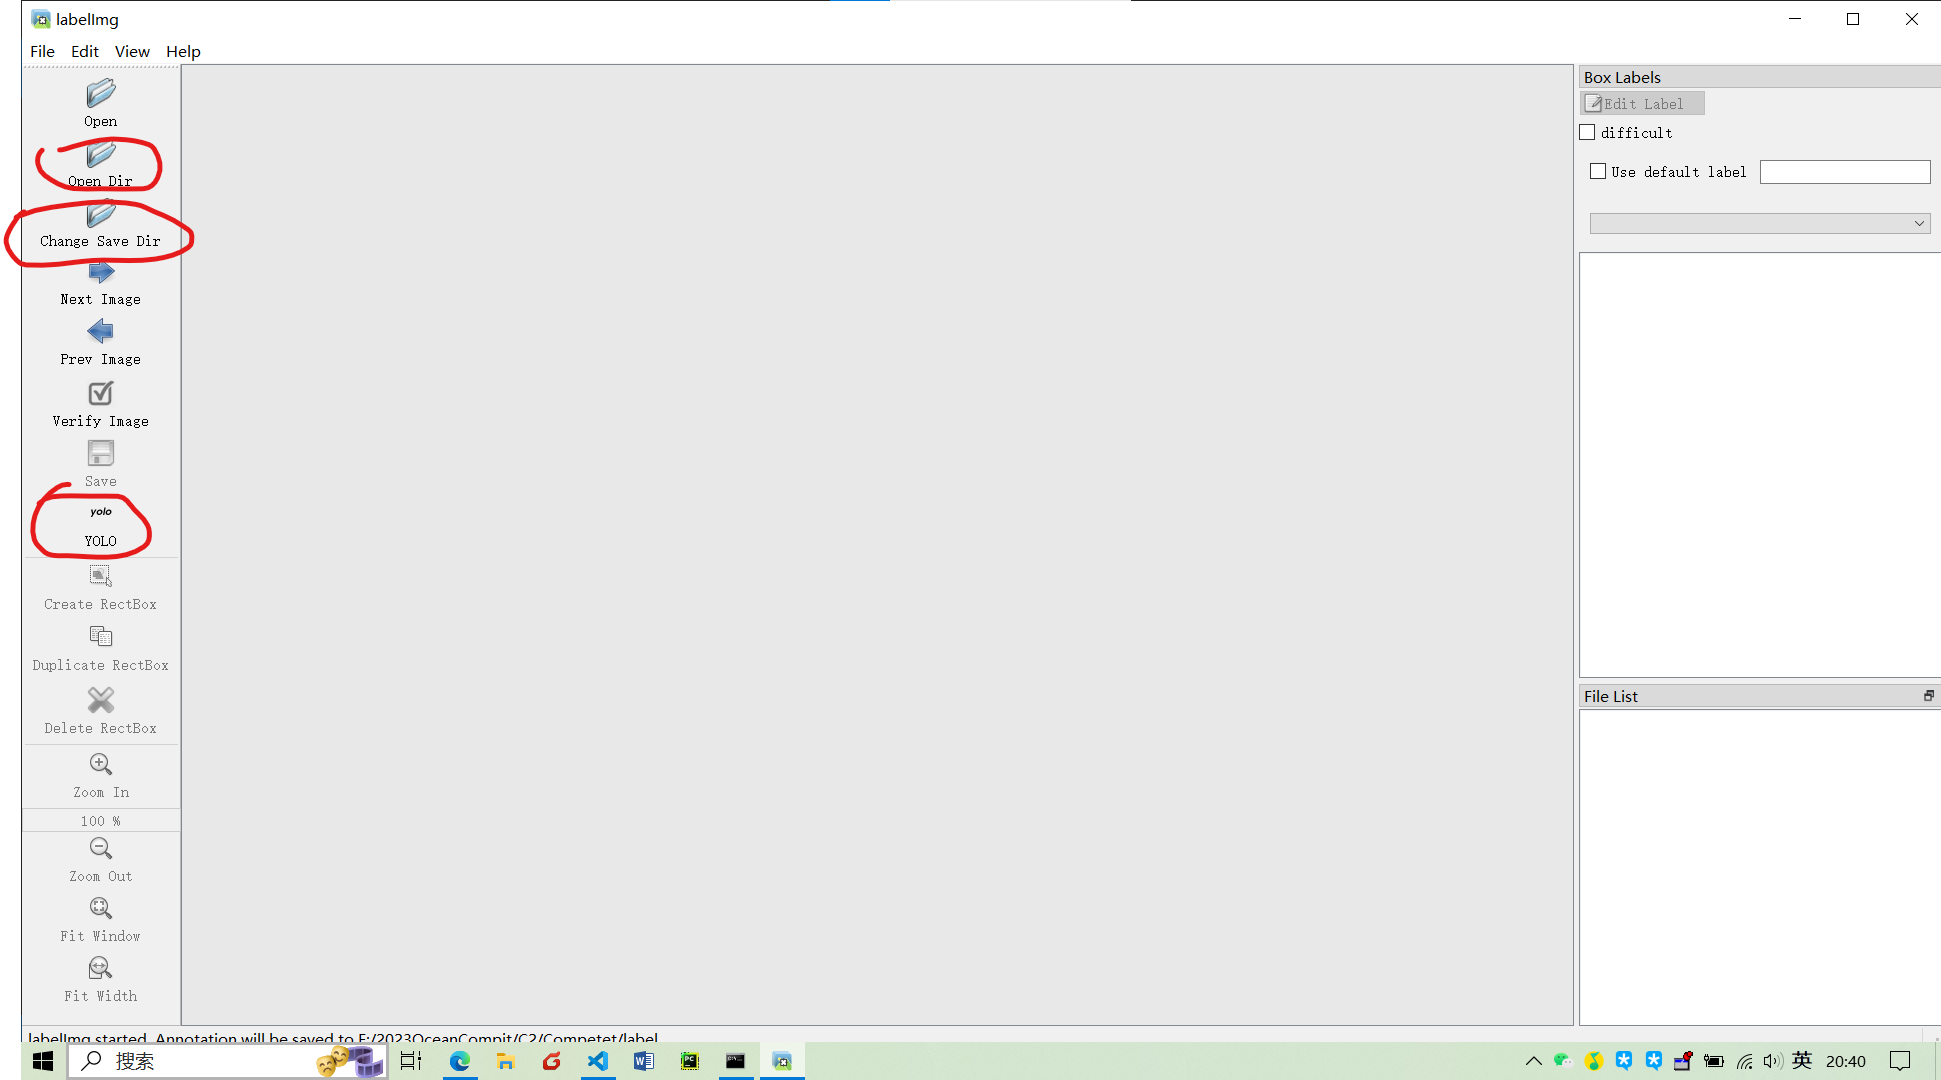 labelImg
File Edit View Help
Open
Open Dir
Change Save Dir
Next Image
Prev Image
Verify Image
Save
yolo
YOLO
Create RectBox
Duplicate RectBox
Delete RectBox
Zoom In
100 %
Zoom Out
Fit Window
Fit Width
Box Labels
Edit Label
difficult
Use default label
File List
labelImg started. Annotation will be saved to F:/2023OceanCompit/C2/Competet/label
搜索
W
PC
英
20:40